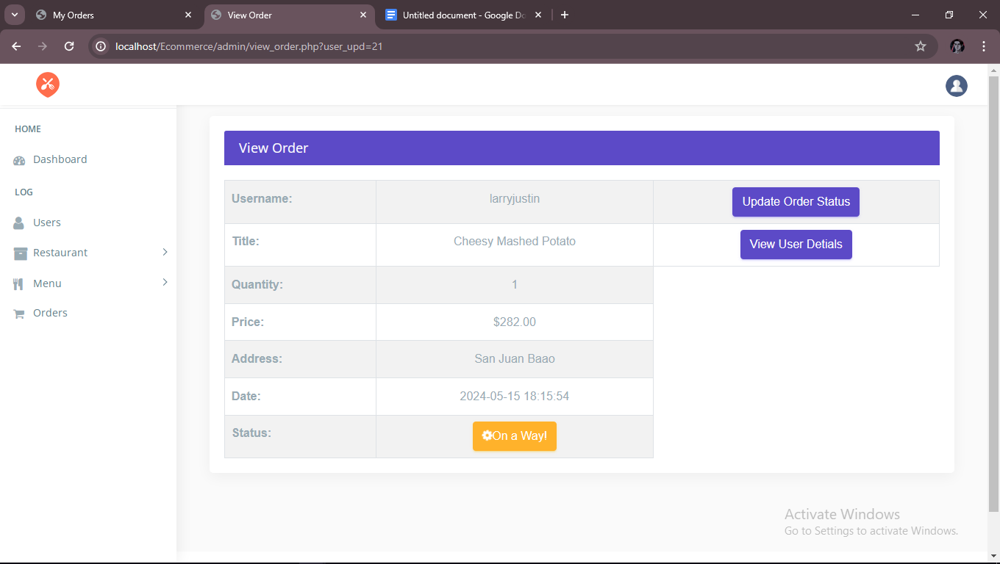 My Orders
View Order
Untitled document - Google Do
localhost/Ecommerce/admin/view_order.php?user_upd=21
HOME
Dashboard
LOG
Users
Restaurant
Menu
Orders
View Order
Username: larryjustin Update Order Status
Title: Cheesy Mashed Potato View User Detials
Quantity: 1
Price: $282.00
Address: San Juan Baao
Date: 2024-05-15 18:15:54
Status: On a Way!
Activate Windows
Go to Settings to activate Windows.